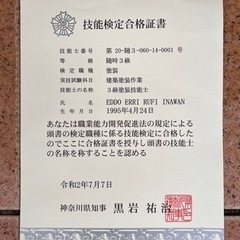 技能検定合格証書
技能士番号 第20-随3-060-14-0001号
等級 随時3級
検定職種 塗装
実技試験科目 建築塗装作業
技能士の名称 3級塗装技能士
氏名 EDDO ERRI RUFI INAWAN
生年月日 1995年4月24日
あなたは職業能力開発促進法の規定による
頭書の検定職種に係る技能検定に合格した
のでここに合格証書を授与し頭書の技能士
の名称を称することを認める
令和2年7月7日
神奈川県知事 黒岩祐治